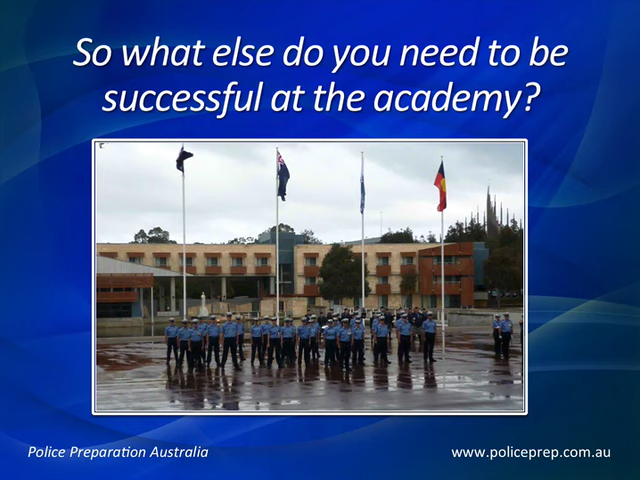 So what else do you need to be
successful at the academy?
Police Preparation Australia
www.policeprep.com.au